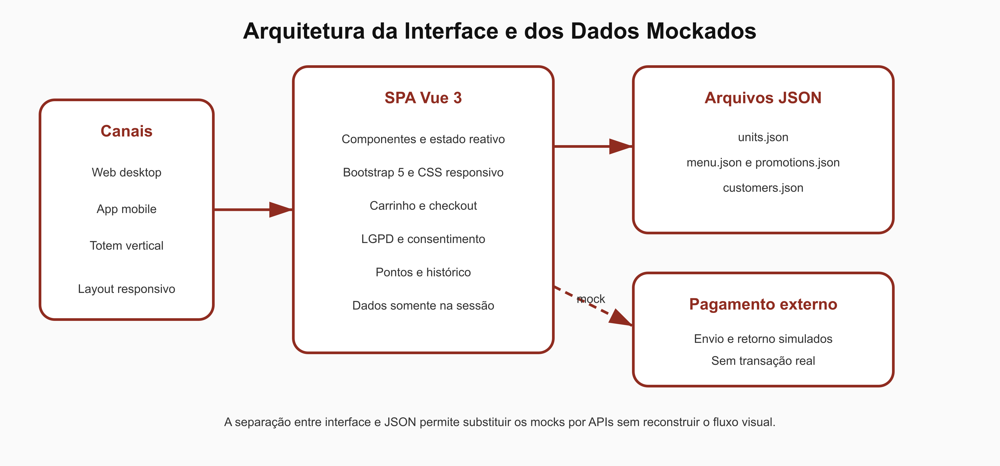 Arquitetura da Interface e dos Dados Mockados
Canais
Web desktop
App mobile
Totem vertical
Layout responsivo
SPA Vue 3
Componentes e estado reativo
Bootstrap 5 e CSS responsivo
Carrinho e checkout
LGPD e consentimento
Pontos e histórico
Dados somente na sessão
Arquivos JSON
units.json
menu.json e promotions.json
customers.json
mock
Pagamento externo
Envio e retorno simulados
Sem transação real
A separação entre interface e JSON permite substituir os mocks por APIs sem reconstruir o fluxo visual.